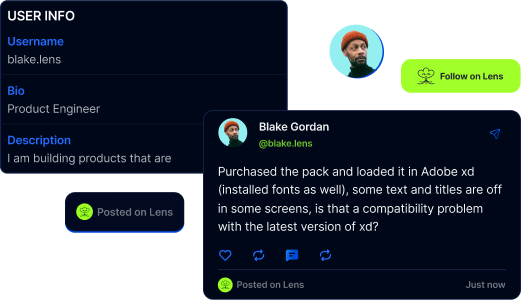 USER INFO
Username
blake.lens
Bio
Product Engineer
Description
I am building products that are
Follow on Lens
Blake Gordan
@blake.lens
Purchased the pack and loaded it in Adobe xd
(installed fonts as well), some text and titles are off
in some screens, is that a compatibility problem
with the latest version of xd?
Posted on Lens
Just now
Posted on Lens